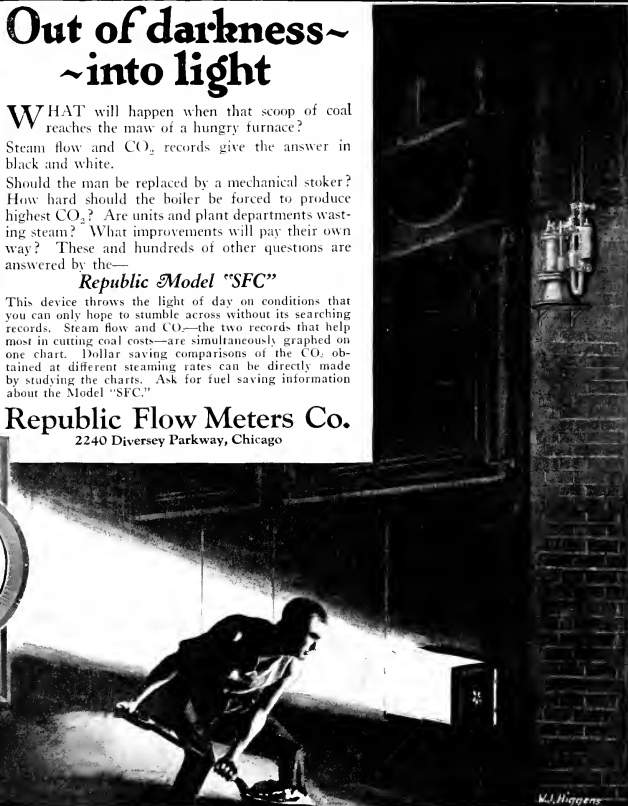 Out of darkness~
~into light
WHAT will happen when that scoop of coal
reaches the maw of a hungry furnace?
Steam flow and CO₂ records give the answer in
black and white.
Should the man be replaced by a mechanical stoker?
How hard should the boiler be forced to produce
highest CO₂? Are units and plant departments wast-
ing steam? What improvements will pay their own
way? These and hundreds of other questions are
answered by the—
Republic Model "SFC"
This device throws the light of day on conditions that
you can only hope to stumble across without its searching
records. Steam flow and CO₂—the two records that help
most in cutting coal costs—are simultaneously graphed on
one chart. Dollar saving comparisons of the CO₂ ob-
tained at different steaming rates can be directly made
by studying the charts. Ask for fuel saving information
about the Model "SFC."
Republic Flow Meters Co.
2240 Diversey Parkway, Chicago
W.J.Higgens